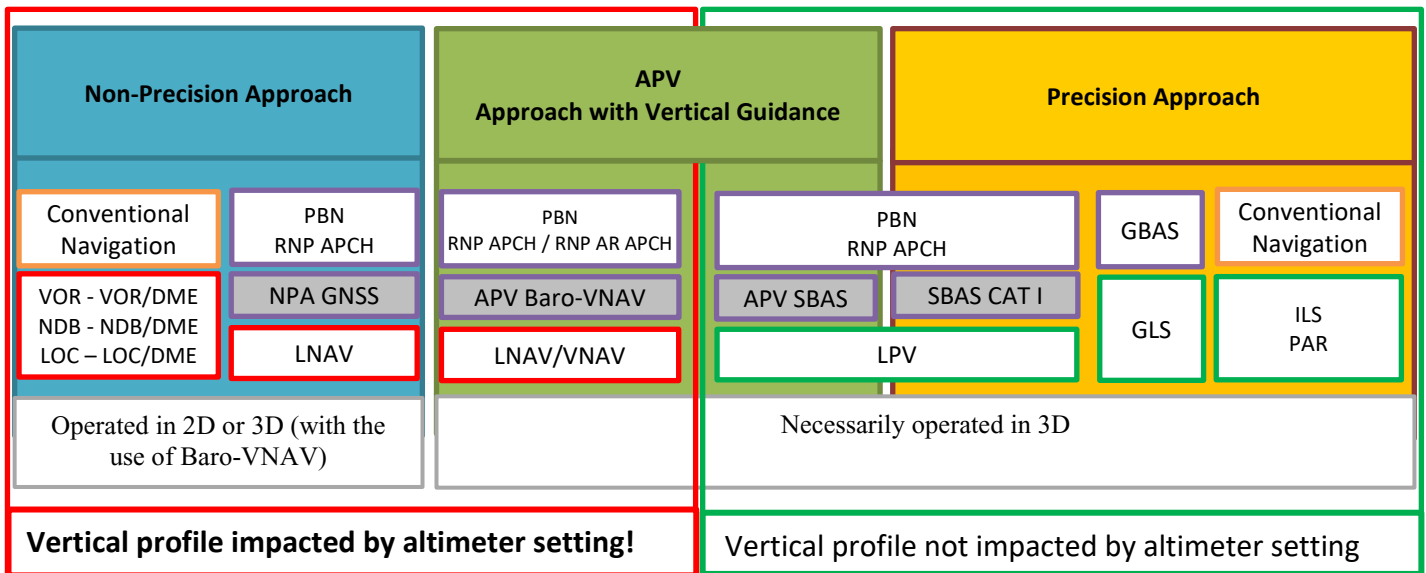 Non-Precision Approach
APV
Approach with Vertical Guidance
Precision Approach
Conventional
Navigation
PBN
RNP APCH
PBN
RNP APCH / RNP AR APCH
PBN
RNP APCH
GBAS
Conventional
Navigation
VOR - VOR/DME
NDB - NDB/DME
LOC – LOC/DME
NPA GNSS
LNAV
APV Baro-VNAV
LNAV/VNAV
APV SBAS
SBAS CAT I
LPV
GLS
ILS
PAR
Operated in 2D or 3D (with the
use of Baro-VNAV)
Necessarily operated in 3D
Vertical profile impacted by altimeter setting!
Vertical profile not impacted by altimeter setting